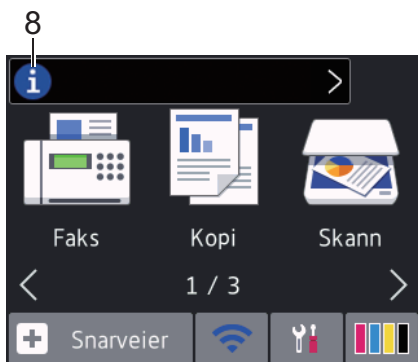 8
i
Faks Kopi Skann
1 / 3
Snarveier